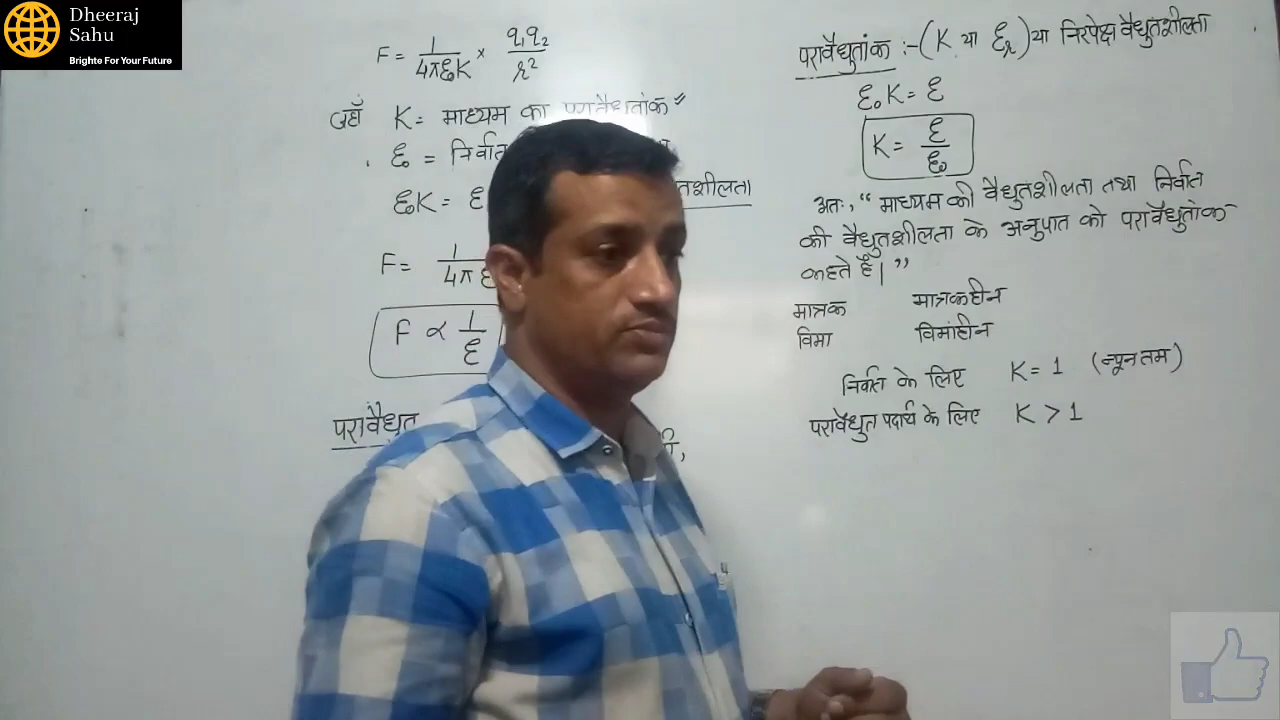 Dheeraj
Sahu
Brighte For Your Future
F = 1/4πε₀K × q₁q₂/r²
जहाँ K = माध्यम का परावैद्युतांक"
ε₀ = निर्वात
ε₀K = ε तशीलता
F = 1/4π ε
F ∝ 1/ε
परावैद्युत
परावैद्युतांक :- (K या εr) या निरपेक्ष वैद्युतशीलता
ε₀ K = ε
K = ε/ε₀
अतः, "माध्यम की वैद्युतशीलता तथा निर्वात
की वैद्युतशीलता के अनुपात को परावैद्युतांक
कहते हैं।"
मात्रक मात्रकहीन
विमा विमांहीन
निर्वात के लिए K = 1 (न्यूनतम)
परावैद्युत पदार्थ के लिए K > 1